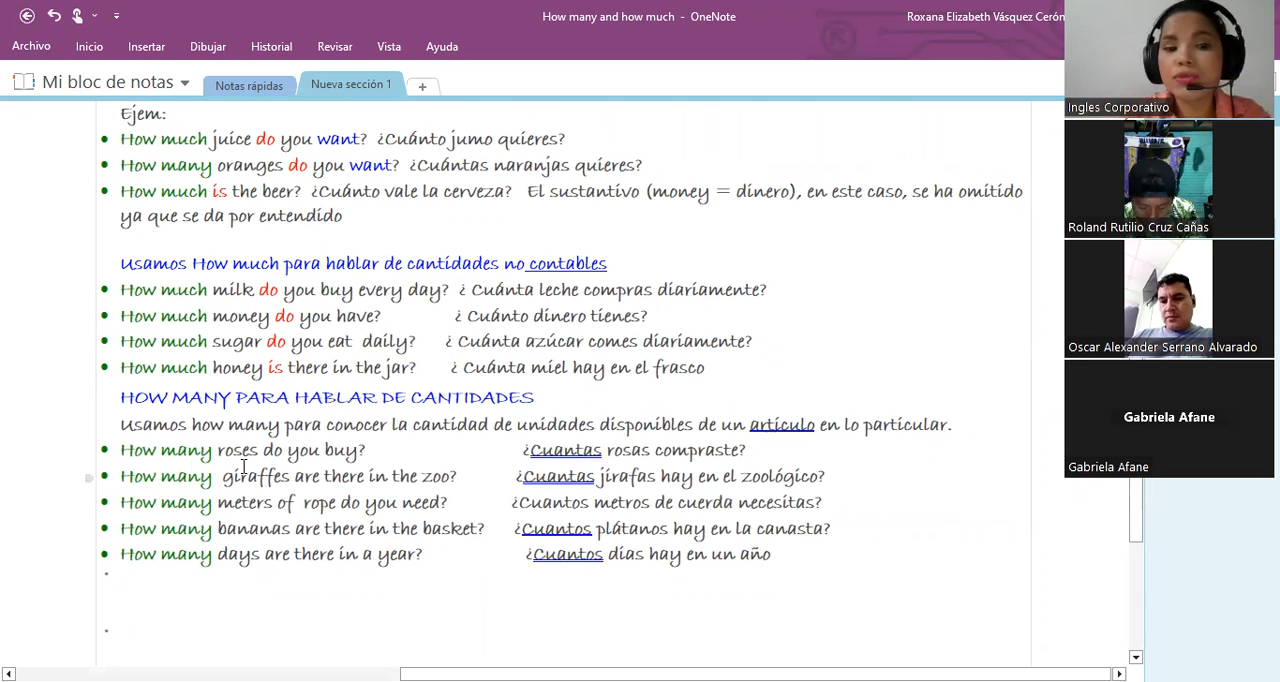 How many and how much - OneNote
Roxana Elizabeth Vásquez Cerón
Archivo Inicio Insertar Dibujar Historial Revisar Vista Ayuda
Mi bloc de notas Notas rápidas Nueva sección 1
Ejem:
How much juice do you want? ¿Cuánto jumo quieres?
How many oranges do you want? ¿Cuántas naranjas quieres?
How much is the beer? ¿Cuánto vale la cerveza? El sustantivo (money = dinero), en este caso, se ha omitido
ya que se da por entendido
Usamos How much para hablar de cantidades no contables
How much milk do you buy every day? ¿ Cuánta leche compras diariamente?
How much money do you have? ¿ Cuánto dinero tienes?
How much sugar do you eat daily? ¿ Cuánta azúcar comes diariamente?
How much honey is there in the jar? ¿ Cuánta miel hay en el frasco
HOW MANY PARA HABLAR DE CANTIDADES
Usamos how many para conocer la cantidad de unidades disponibles de un artículo en lo particular.
How many roses do you buy? ¿Cuantas rosas compraste?
How many giraffes are there in the zoo? ¿Cuantas jirafas hay en el zoológico?
How many meters of rope do you need? ¿Cuantos metros de cuerda necesitas?
How many bananas are there in the basket? ¿Cuantos plátanos hay en la canasta?
How many days are there in a year? ¿Cuantos días hay en un año
Ingles Corporativo
Roland Rutilio Cruz Cañas
Oscar Alexander Serrano Alvarado
Gabriela Afane
Gabriela Afane